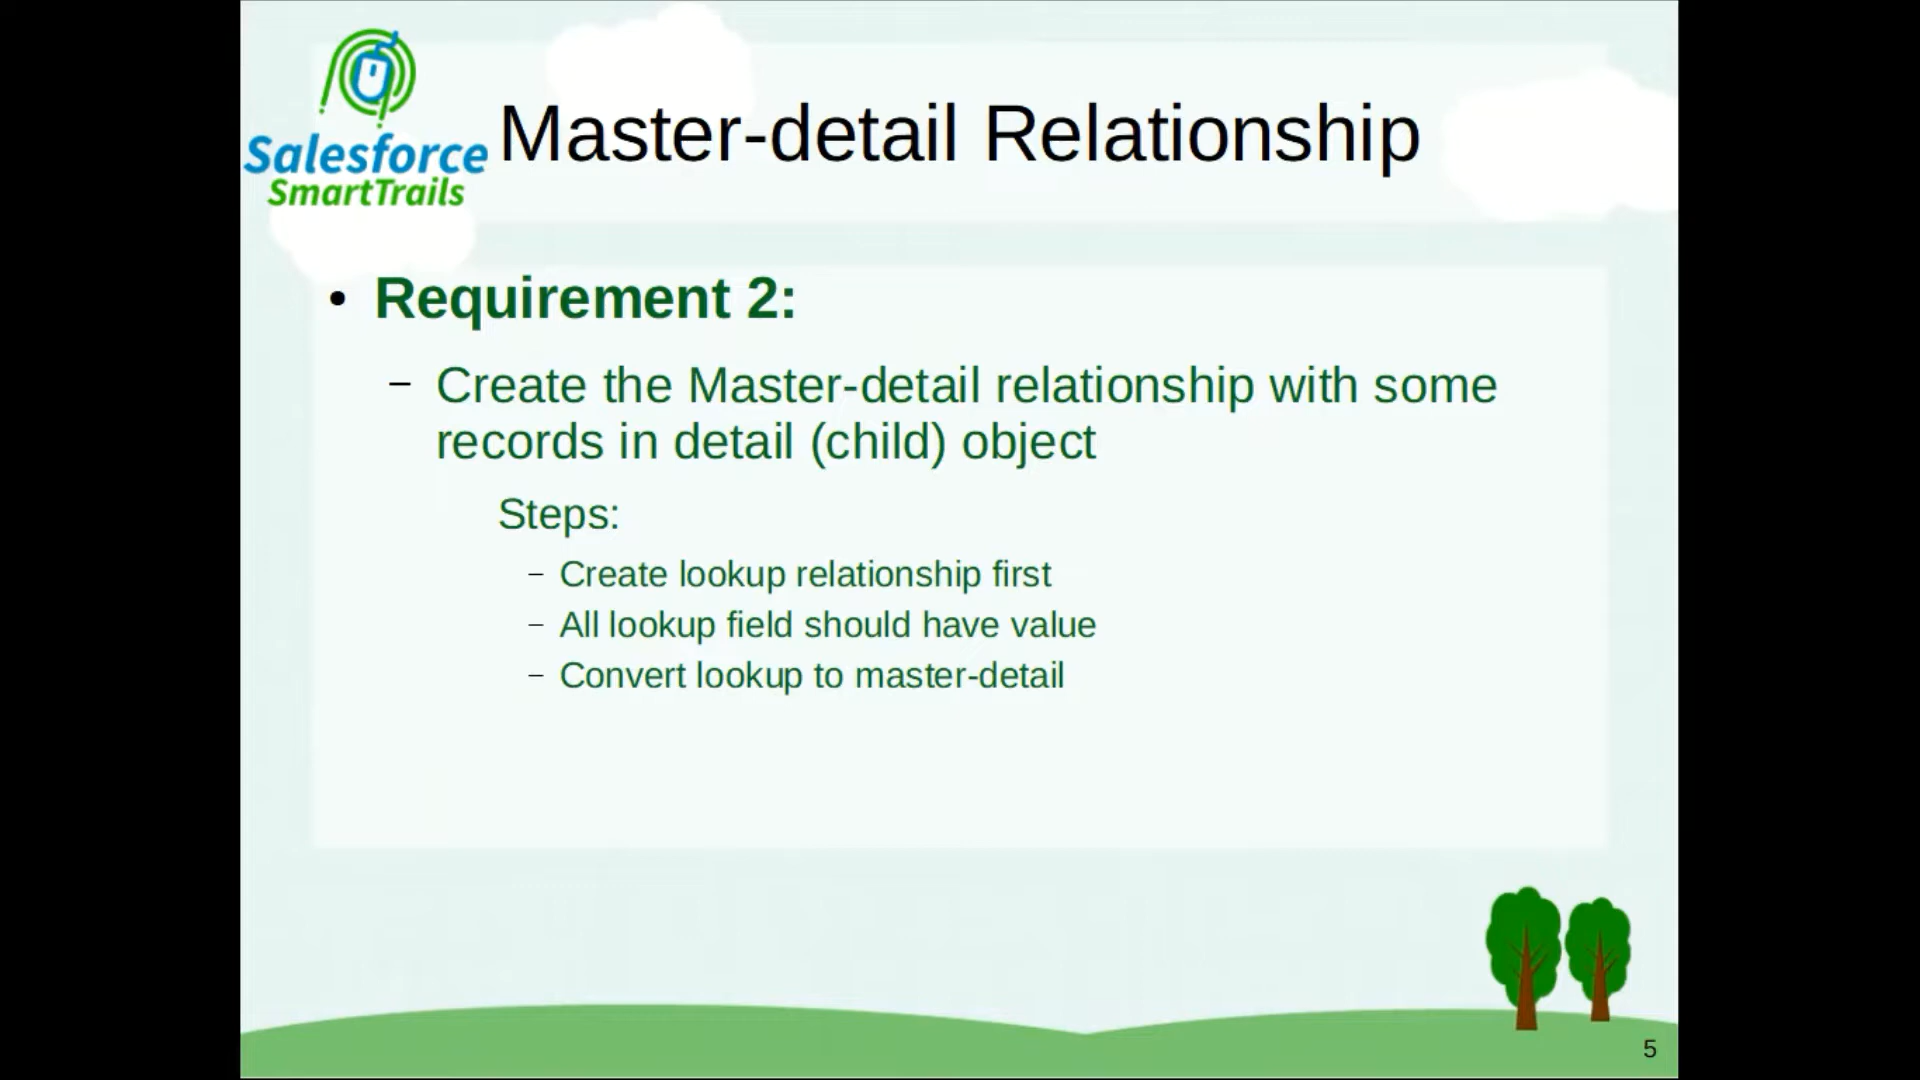 Salesforce
SmartTrails
Master-detail Relationship
• Requirement 2:
– Create the Master-detail relationship with some
records in detail (child) object
Steps:
– Create lookup relationship first
– All lookup field should have value
– Convert lookup to master-detail
5